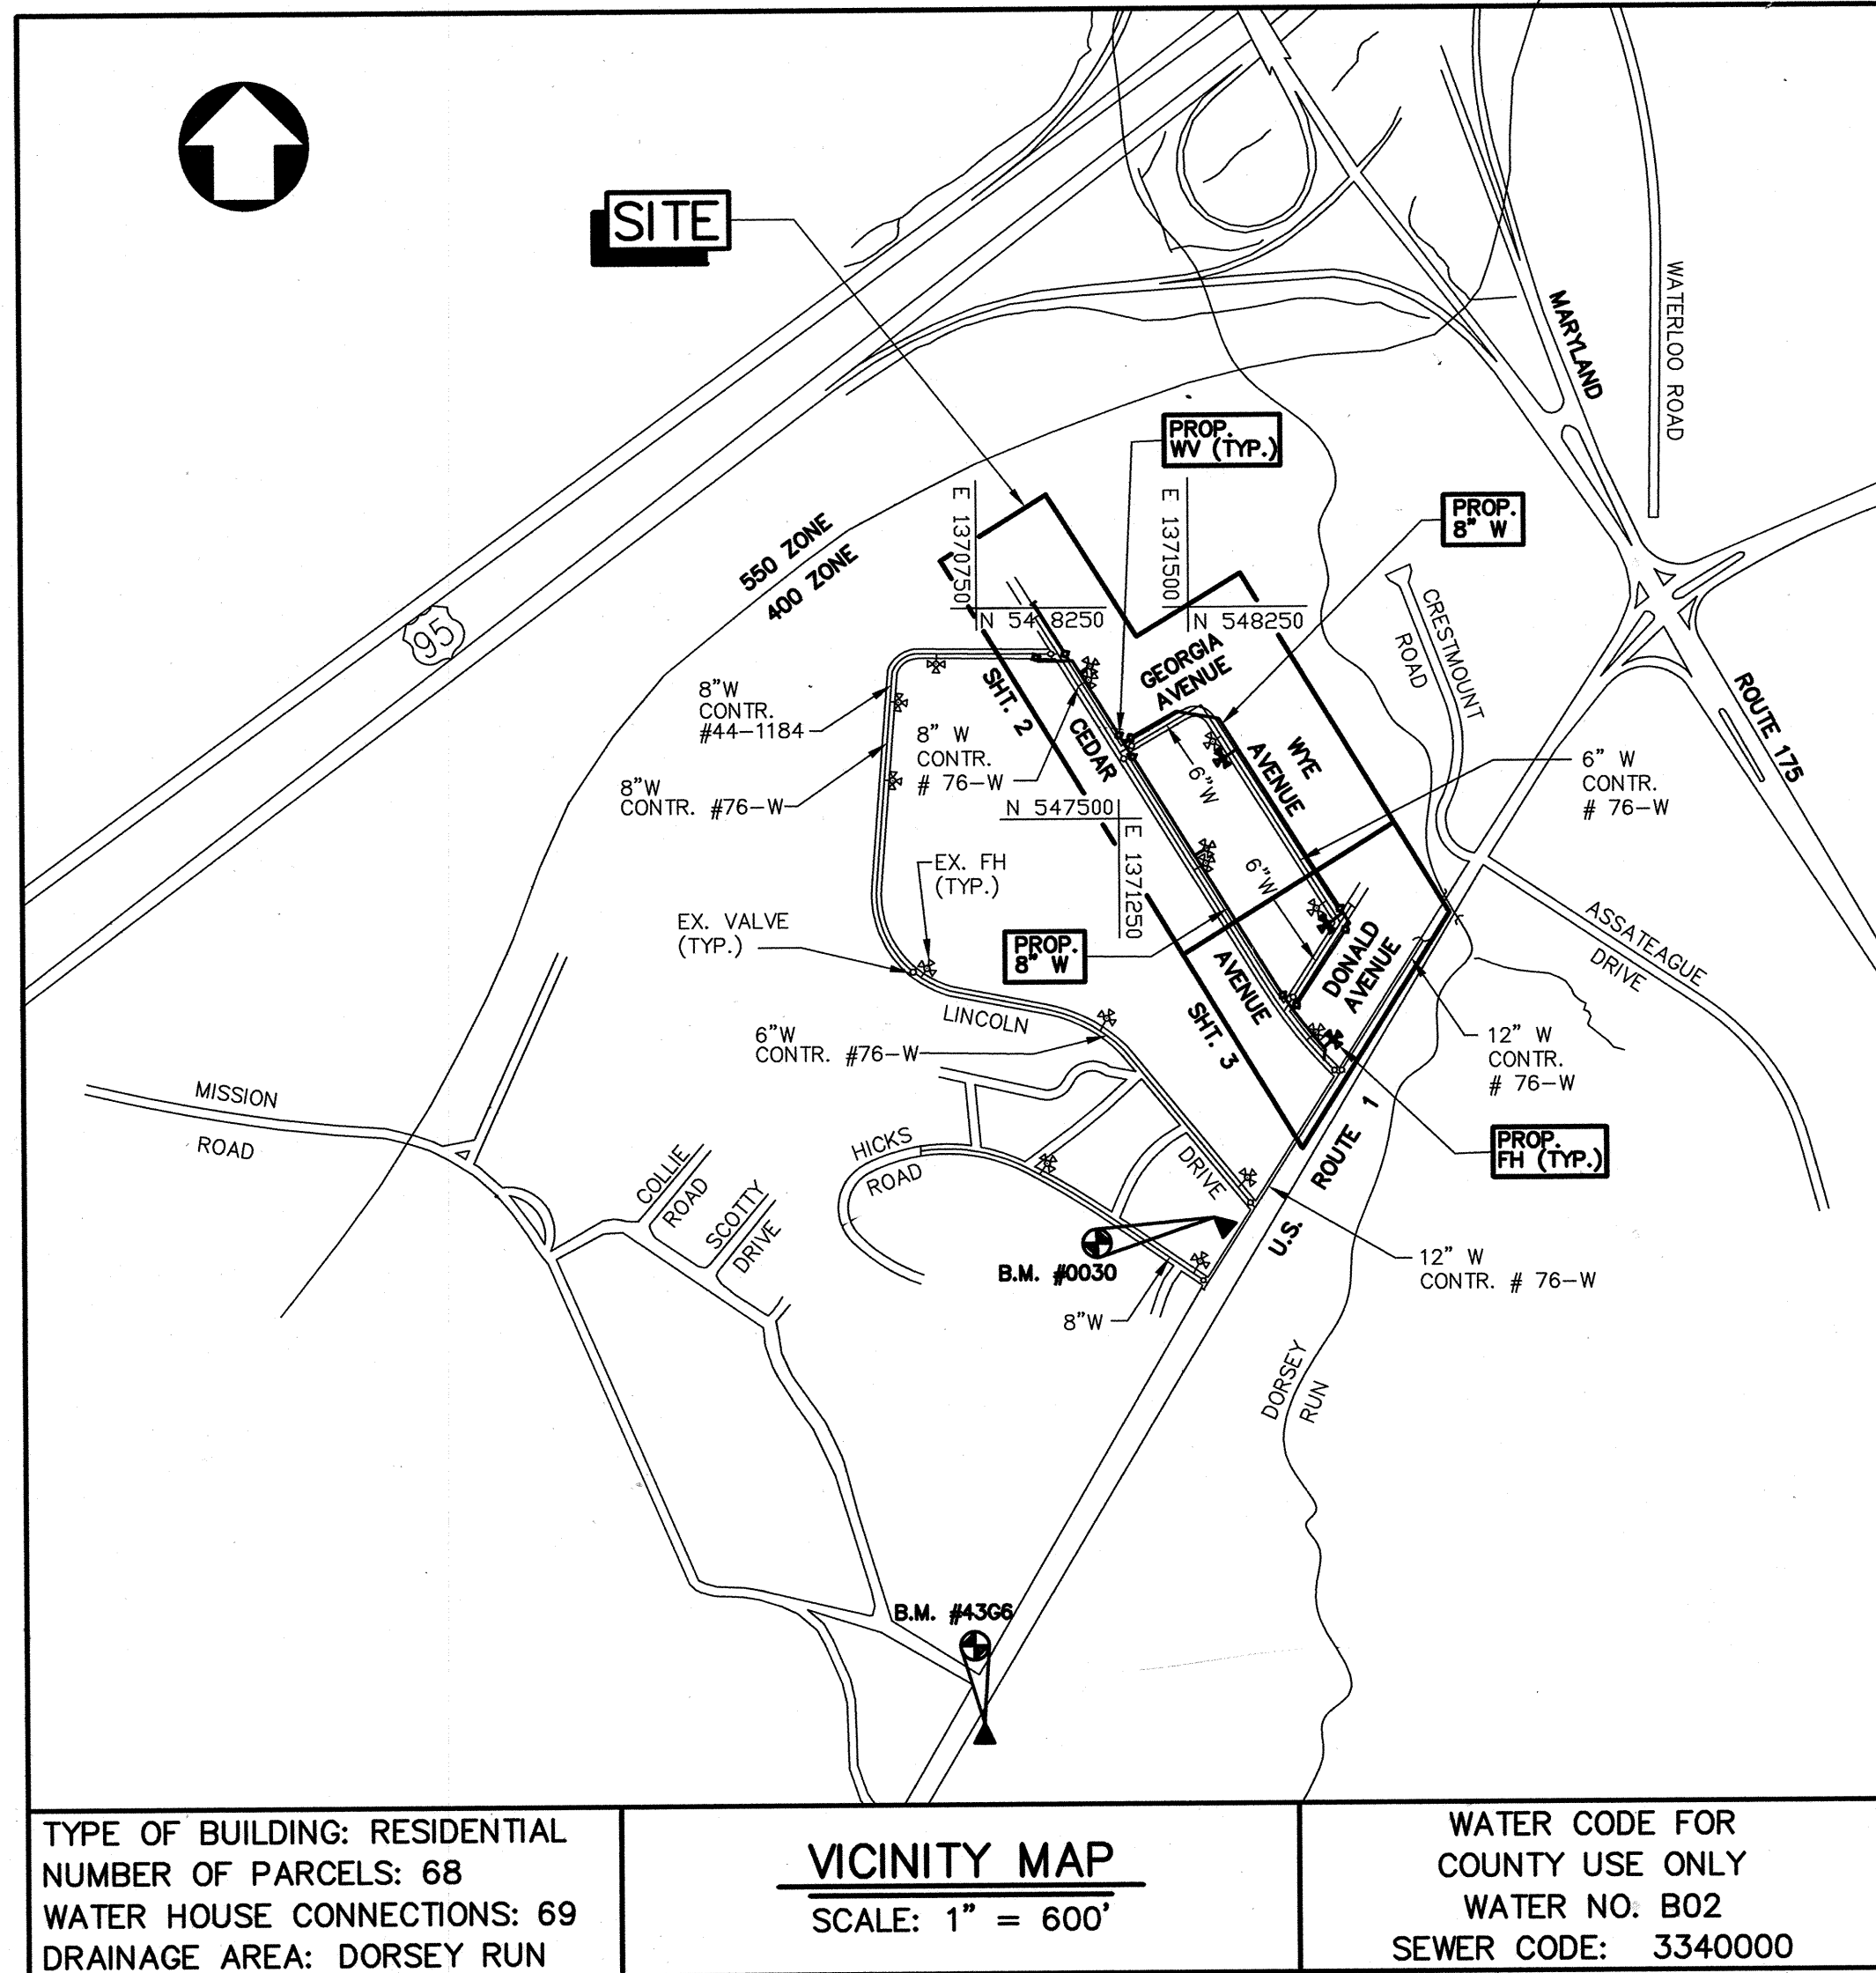 SITE
WATERLOO ROAD
MARYLAND
PROP.
WV (TYP.)
PROP.
8" W
E 1370750
E 1371500
550 ZONE
400 ZONE
95
N 548250
N 548250
CRESTMOUNT
ROAD
GEORGIA
AVENUE
SHT. 2
8"W
CONTR.
#44-1184
8" W
CONTR.
# 76-W
CEDAR
6"W
WYE
AVENUE
ROUTE 175
6" W
CONTR.
# 76-W
8"W
CONTR. #76-W
N 547500
E 1371250
EX. FH
(TYP.)
6"W
EX. VALVE
(TYP.)
PROP.
8" W
AVENUE
DONALD
AVENUE
ASSATEAGUE
DRIVE
LINCOLN
SHT. 3
6"W
CONTR. #76-W
12" W
CONTR.
# 76-W
MISSION
ROAD
PROP.
FH (TYP.)
HICKS
ROAD
DRIVE
COLLIE
ROAD
SCOTTY
DRIVE
U.S. ROUTE 1
B.M. #0030
12" W
CONTR. # 76-W
8"W
DORSEY
RUN
B.M. #43G6
TYPE OF BUILDING: RESIDENTIAL
NUMBER OF PARCELS: 68
WATER HOUSE CONNECTIONS: 69
DRAINAGE AREA: DORSEY RUN
VICINITY MAP
SCALE: 1" = 600'
WATER CODE FOR
COUNTY USE ONLY
WATER NO: B02
SEWER CODE: 3340000